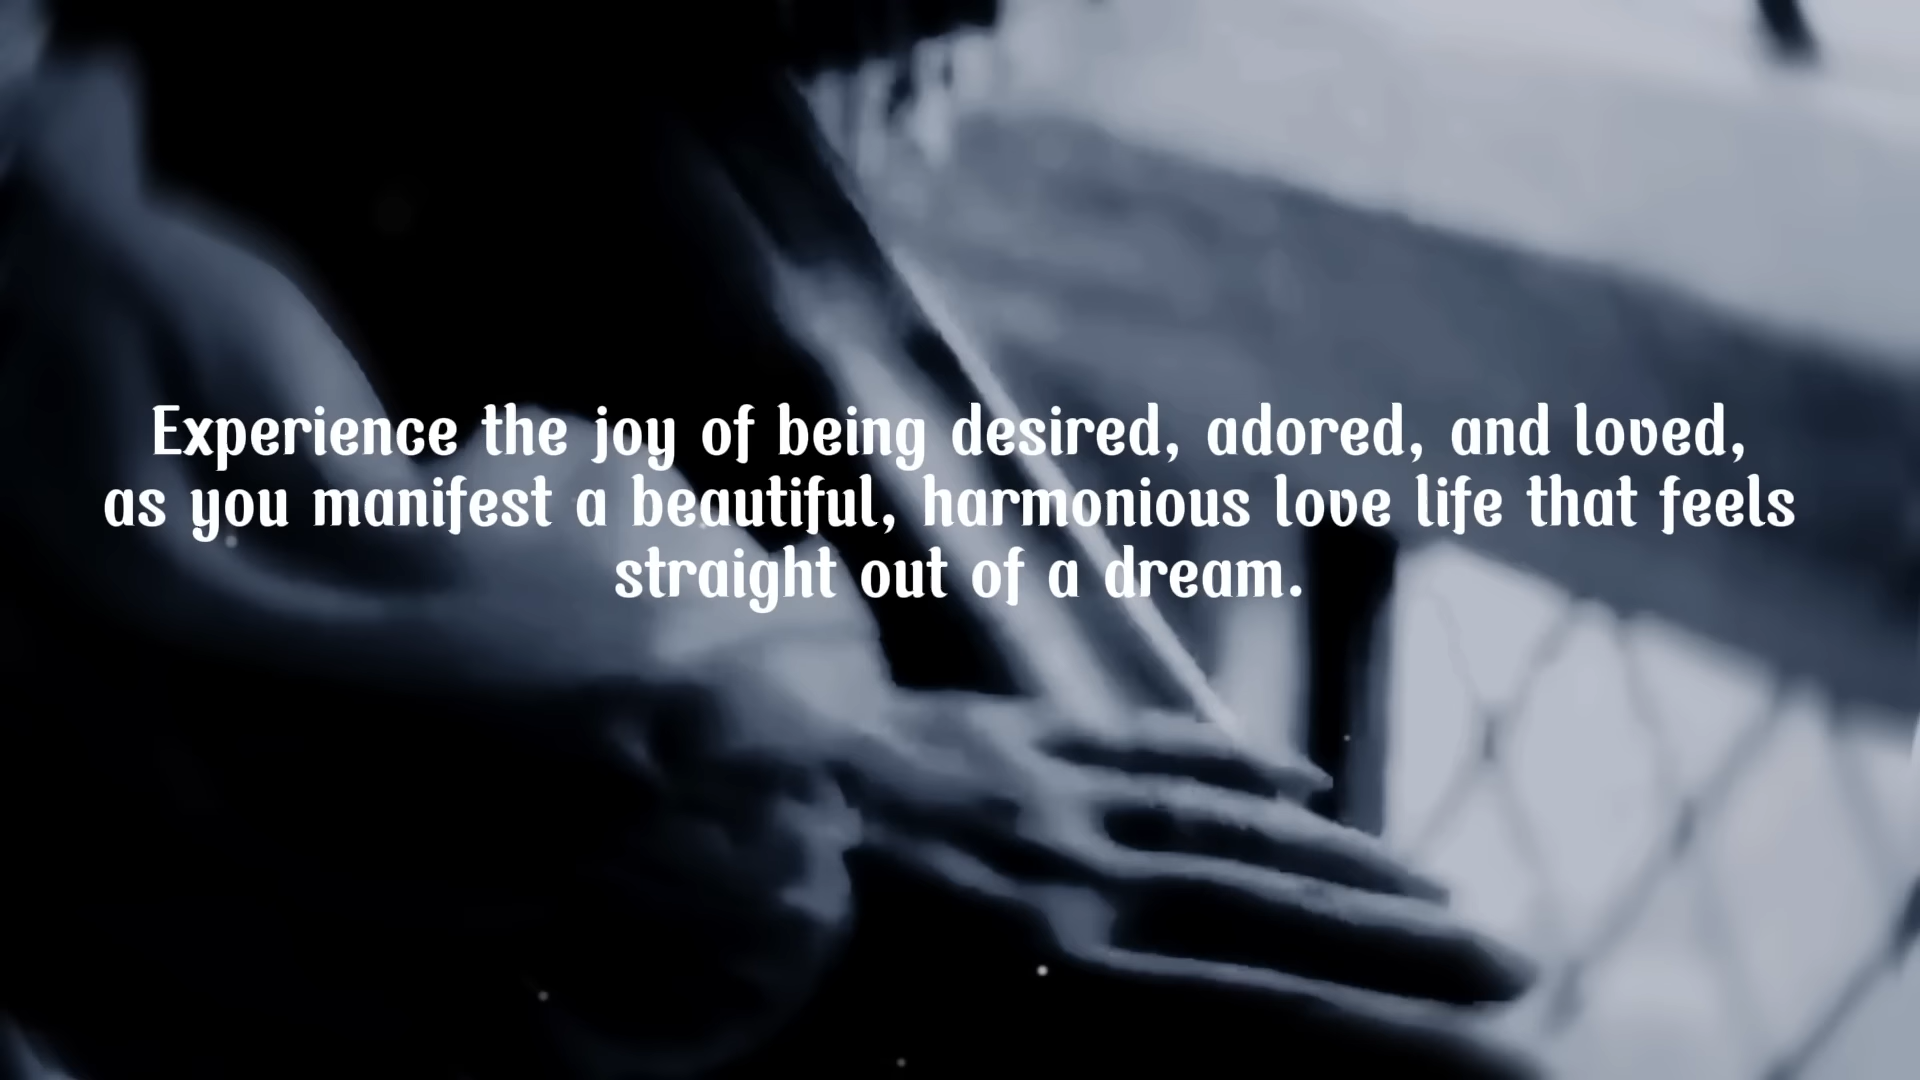 Experience the joy of being desired, adored, and loved,
as you manifest a beautiful, harmonious love life that feels
straight out of a dream.